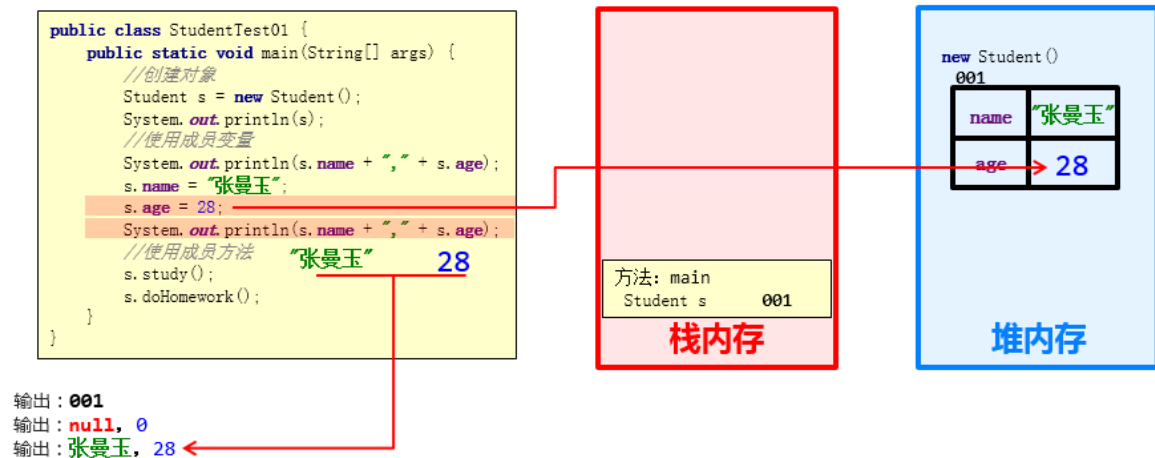 public class StudentTest01 {
public static void main(String[] args) {
//创建对象
Student s = new Student();
System.out.println(s);
//使用成员变量
System.out.println(s.name + "," + s.age);
s.name = "张曼玉";
s.age = 28;
System.out.println(s.name + "," + s.age);
//使用成员方法
"张曼玉" 28
s.study();
s.doHomework();
}
}
方法: main
Student s 001
栈内存
new Student()
001
name "张曼玉"
age 28
堆内存
输出：001
输出：null，0
输出：张曼玉，28